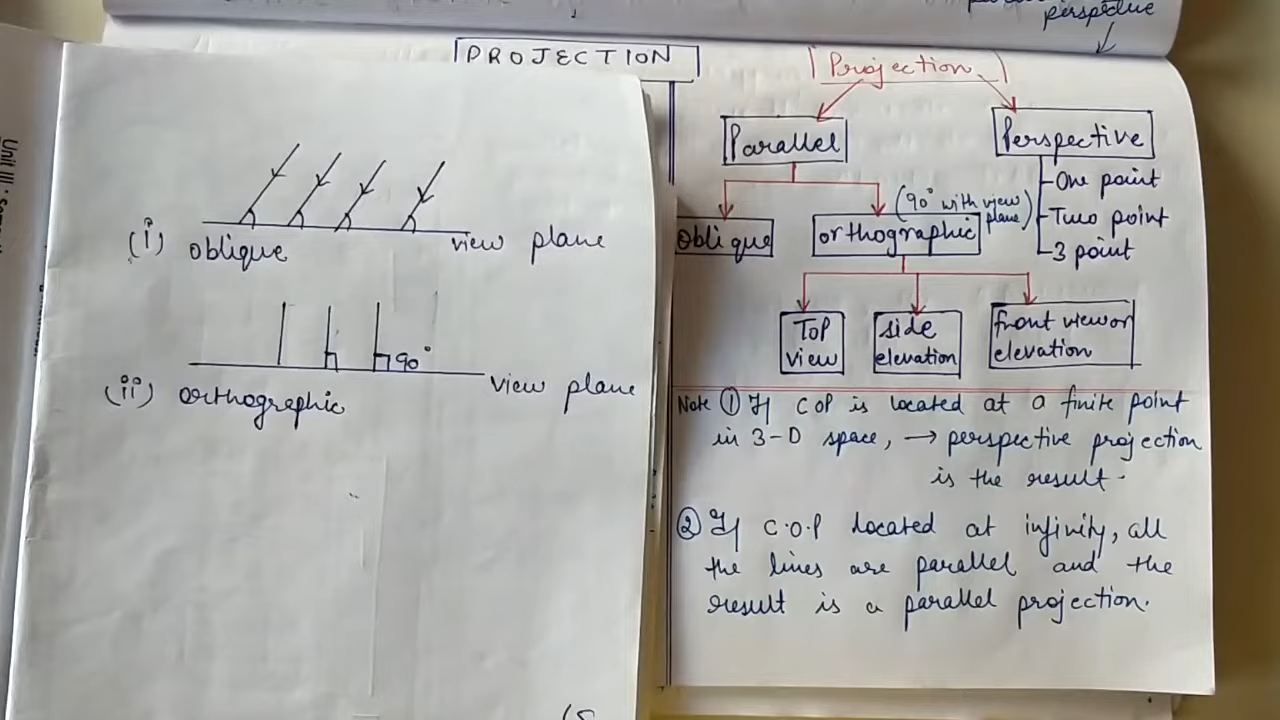 perspective
PROJECTION
view plane
(i) oblique
90°
view plane
(ii) orthographic
Projection
Parallel
Perspective
One point
Two point
3 point
oblique
orthographic
(90° with view
plane)
Top
view
side
elevation
front view or
elevation
Note ① If COP is located at a finite point
in 3-D space, → perspective projection
is the result.
② If C.O.P located at infinity, all
the lines are parallel and the
result is a parallel projection.
Unit III :